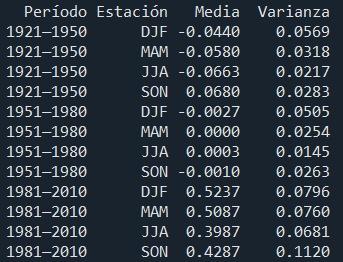 Período Estación Media Varianza
1921–1950 DJF -0.0440 0.0569
1921–1950 MAM -0.0580 0.0318
1921–1950 JJA -0.0663 0.0217
1921–1950 SON 0.0680 0.0283
1951–1980 DJF -0.0027 0.0505
1951–1980 MAM 0.0000 0.0254
1951–1980 JJA 0.0003 0.0145
1951–1980 SON -0.0010 0.0263
1981–2010 DJF 0.5237 0.0796
1981–2010 MAM 0.5087 0.0760
1981–2010 JJA 0.3987 0.0681
1981–2010 SON 0.4287 0.1120